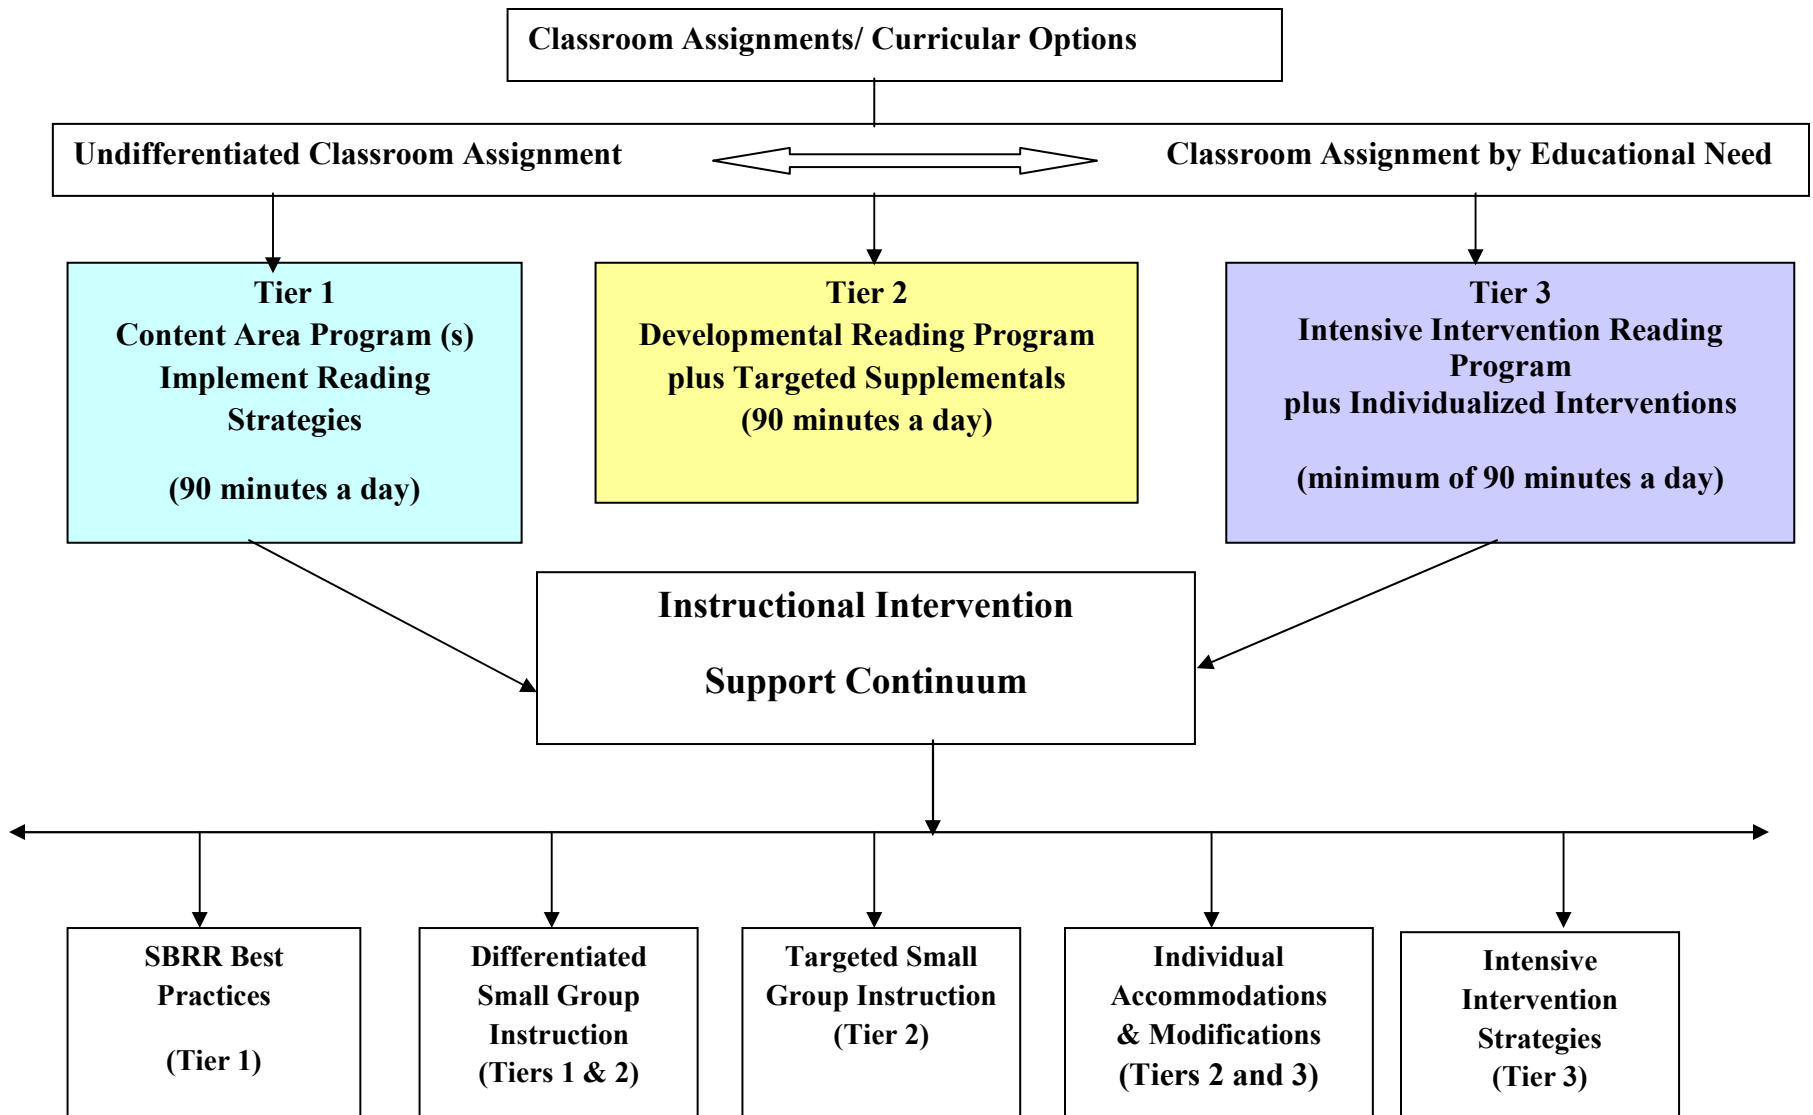 Classroom Assignments/ Curricular Options
Undifferentiated Classroom Assignment
Classroom Assignment by Educational Need
Tier 1
Content Area Program (s)
Implement Reading
Strategies
(90 minutes a day)
Tier 2
Developmental Reading Program
plus Targeted Supplementals
(90 minutes a day)
Tier 3
Intensive Intervention Reading
Program
plus Individualized Interventions
(minimum of 90 minutes a day)
Instructional Intervention
Support Continuum
SBRR Best
Practices
(Tier 1)
Differentiated
Small Group
Instruction
(Tiers 1 & 2)
Targeted Small
Group Instruction
(Tier 2)
Individual
Accommodations
& Modifications
(Tiers 2 and 3)
Intensive
Intervention
Strategies
(Tier 3)